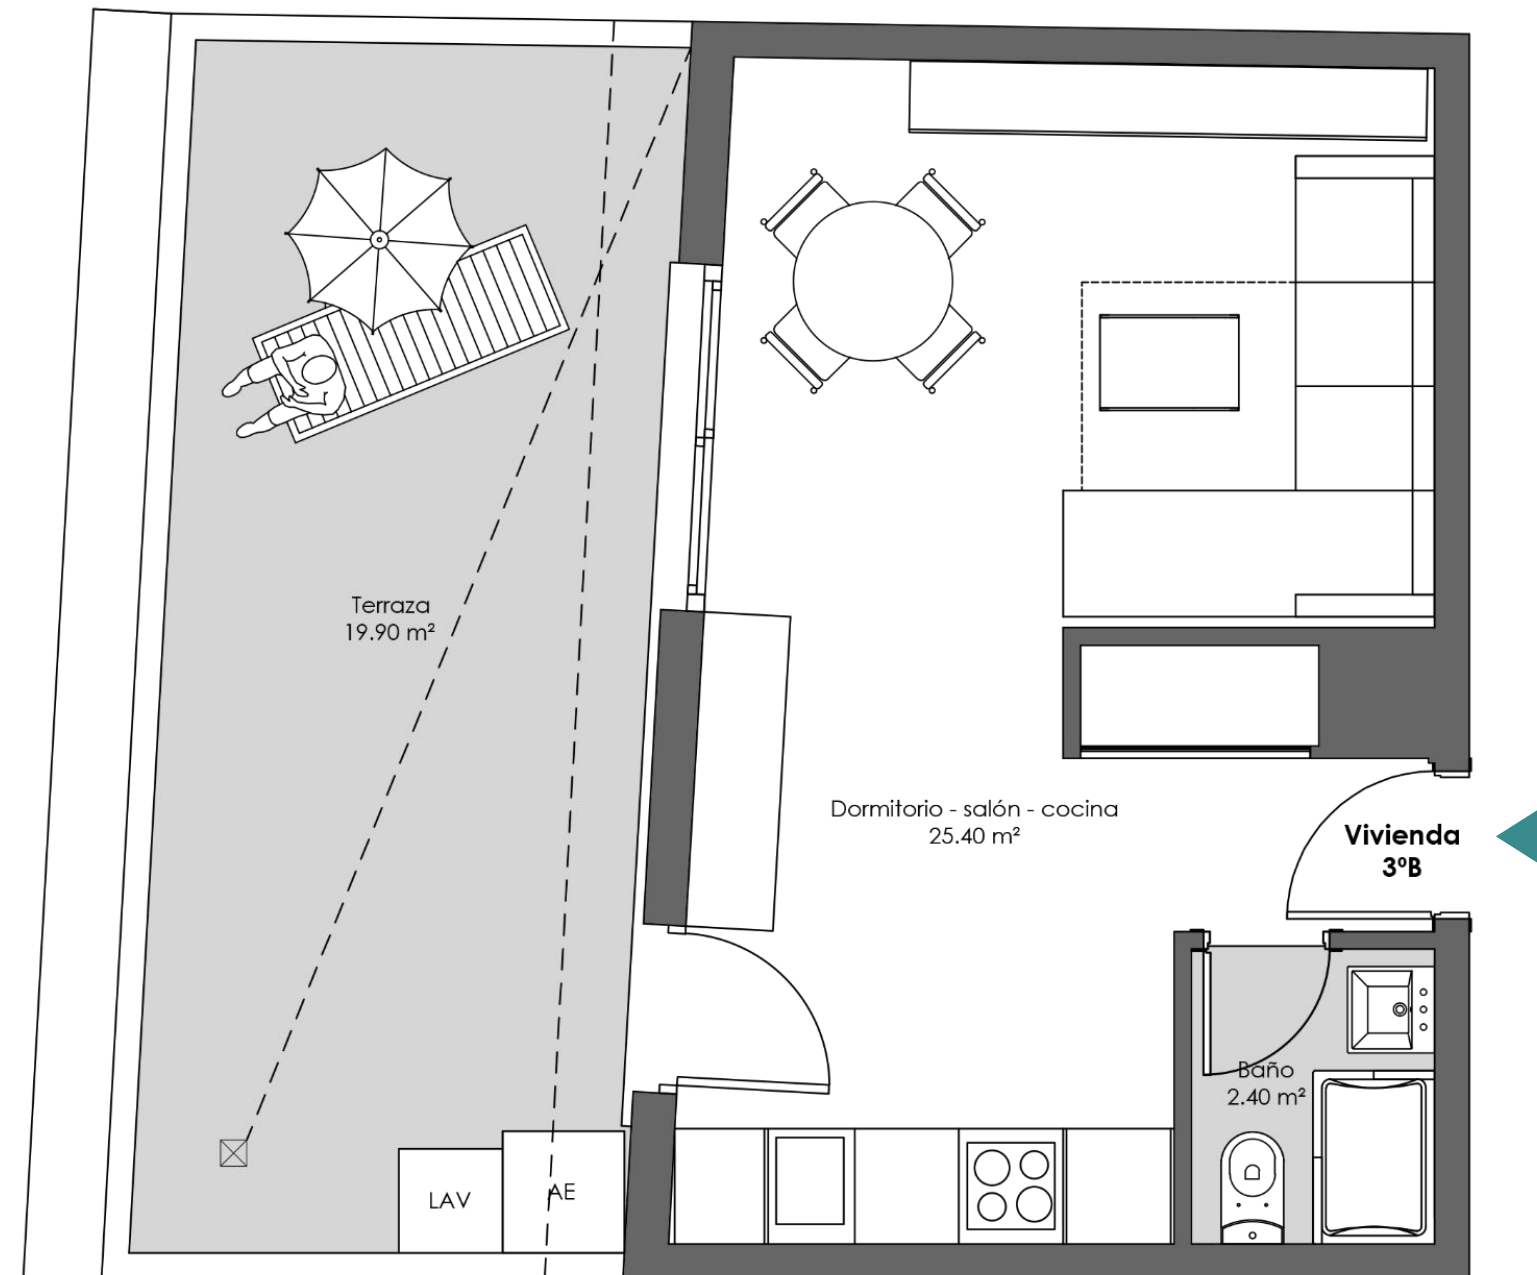 Terraza
19.90 m²
Dormitorio - salón - cocina
25.40 m²
Vivienda
3ºB
Baño
2.40 m²
LAV
AE